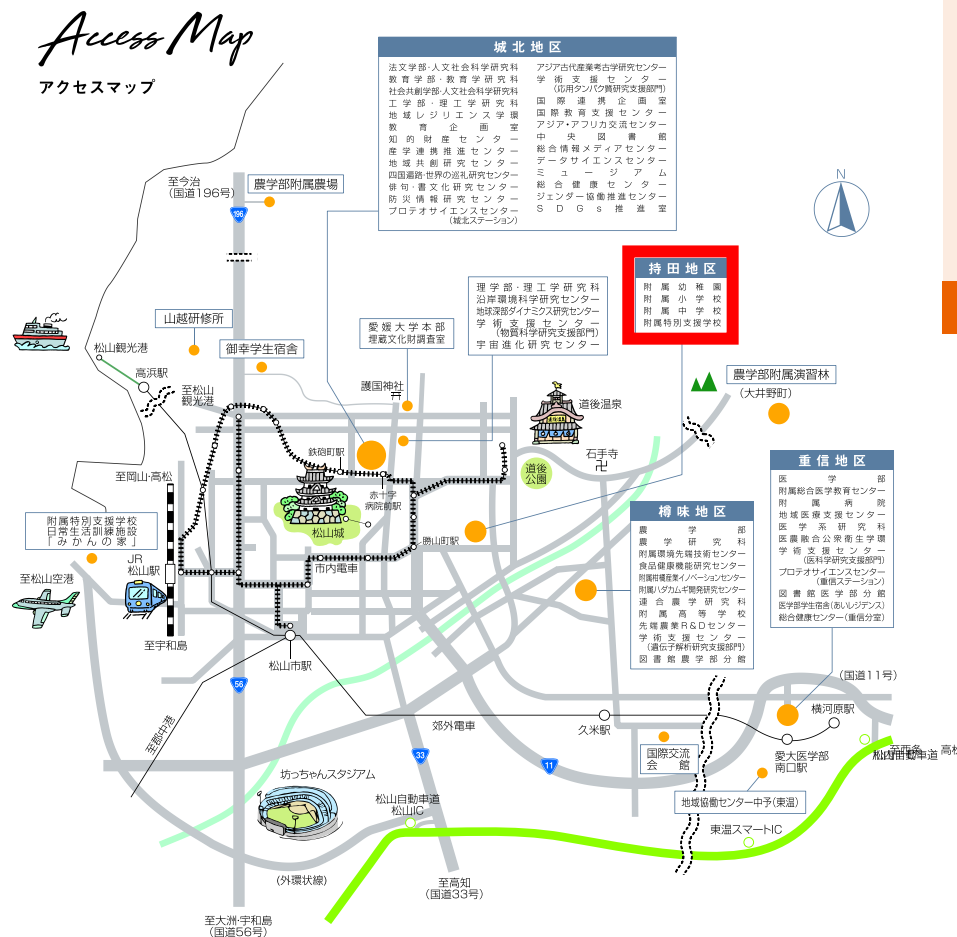 Access Map
アクセスマップ
城北地区
法文学部・人文社会科学研究科
教育学部・教育学研究科
社会共創学部・人文社会科学研究科
工学部・理工学研究科
地域レジリエンス学環
教育企画室
知的財産センター
産学連携推進センター
地域共創研究センター
四国遍路・世界の巡礼研究センター
俳句・書文化研究センター
防災情報研究センター
プロテオサイエンスセンター
(城北ステーション)
アジア古代産業考古学研究センター
学術支援センター
(応用タンパク質研究支援部門)
国際連携企画室
国際教育支援センター
アジア・アフリカ交流センター
中央図書館
総合情報メディアセンター
データサイエンスセンター
ミュージアム
総合健康センター
ジェンダー協働推進センター
SDGs推進室
至今治
(国道196号)
農学部附属農場
196
N
持田地区
附属幼稚園
附属小学校
附属中学校
附属特別支援学校
理学部・理工学研究科
沿岸環境科学研究センター
地球深部ダイナミクス研究センター
学術支援センター
(物質科学研究支援部門)
宇宙進化研究センター
山越研修所
愛媛大学本部
埋蔵文化財調査室
御幸学生宿舎
松山観光港
高浜駅
至松山
観光港
護国神社
農学部附属演習林
(大井野町)
道後温泉
鉄砲町駅
石手寺
道後
公園
赤十字
病院前駅
至岡山・高松
重信地区
医学部
附属総合医学教育センター
附属病院
地域医療支援センター
医学系研究科
医農融合公衆衛生学環
学術支援センター
(医科学研究支援部門)
プロテオサイエンスセンター
(重信ステーション)
図書館医学部分館
医学部学生宿舎(あいレジデンス)
総合健康センター(重信分室)
樽味地区
農学部
農学研究科
附属環境先端技術センター
食品健康機能研究センター
附属柑橘産業イノベーションセンター
附属ハダカムギ開発研究センター
連合農学研究科
附属高等学校
先端農業R&Dセンター
学術支援センター
(遺伝子解析研究支援部門)
図書館農学部分館
附属特別支援学校
日常生活訓練施設
「みかんの家」
松山城
勝山町駅
JR
松山駅
市内電車
至松山空港
至宇和島
松山市駅
56
(国道11号)
至郡中港
郊外電車
久米駅
横河原駅
33
11
国際交流
会館
愛大医学部
南口駅
至西条 高松
松山自動車道
坊っちゃんスタジアム
松山自動車道
松山IC
地域協働センター中予(東温)
東温スマートIC
(外環状線)
至高知
(国道33号)
至大洲・宇和島
(国道56号)